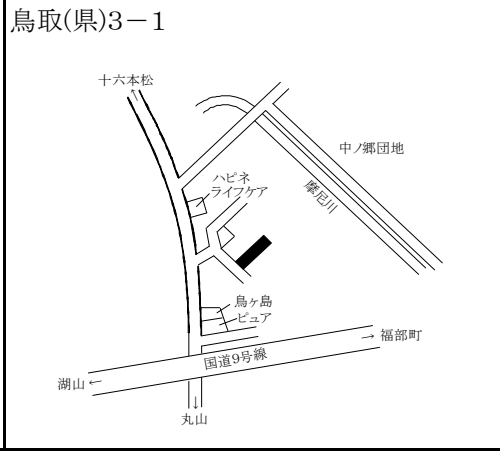 鳥取(県)3－1
十六本松
↑
中ノ郷団地
ハピネ
ライフケア
摩尼川
鳥ヶ島
ピュア
→ 福部町
国道9号線
湖山←
↓
丸山